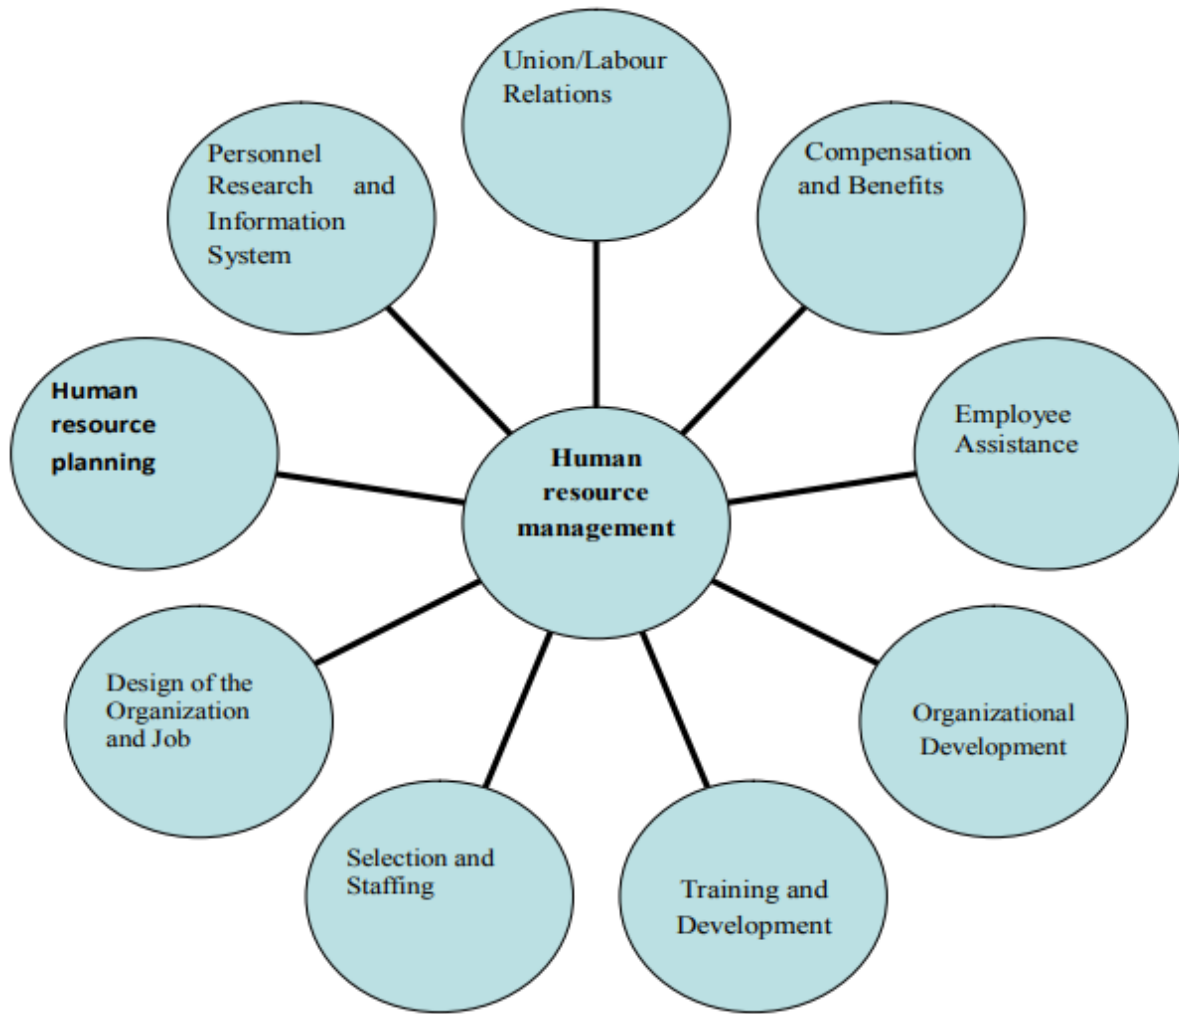 Union/Labour
Relations
Compensation
and Benefits
Employee
Assistance
Organizational
Development
Training and
Development
Selection and
Staffing
Design of the
Organization
and Job
Human
resource
planning
Personnel
Research and
Information
System
Human
resource
management